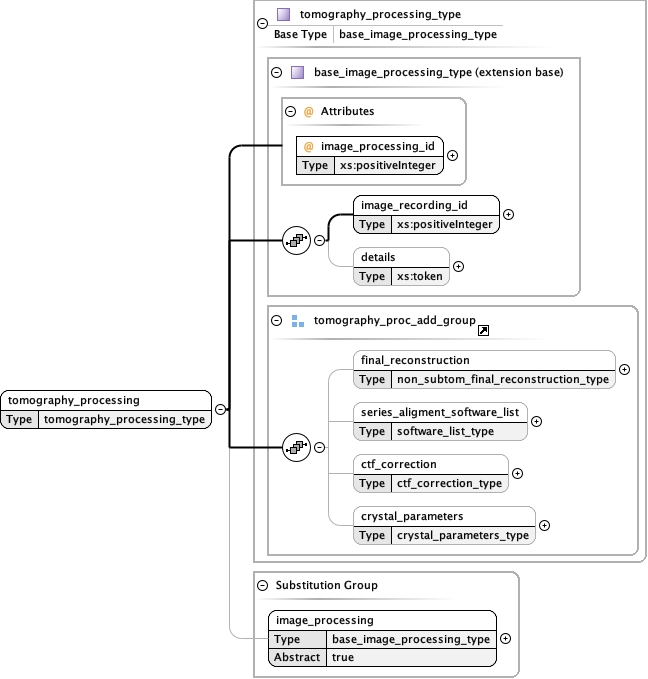 tomography_processing_type
Base Type base_image_processing_type
base_image_processing_type (extension base)
@ Attributes
@ image_processing_id
Type xs:positiveInteger
image_recording_id
Type xs:positiveInteger
details
Type xs:token
tomography_proc_add_group
final_reconstruction
Type non_subtom_final_reconstruction_type
tomography_processing
Type tomography_processing_type
series_aligment_software_list
Type software_list_type
ctf_correction
Type ctf_correction_type
crystal_parameters
Type crystal_parameters_type
Substitution Group
image_processing
Type base_image_processing_type
Abstract true